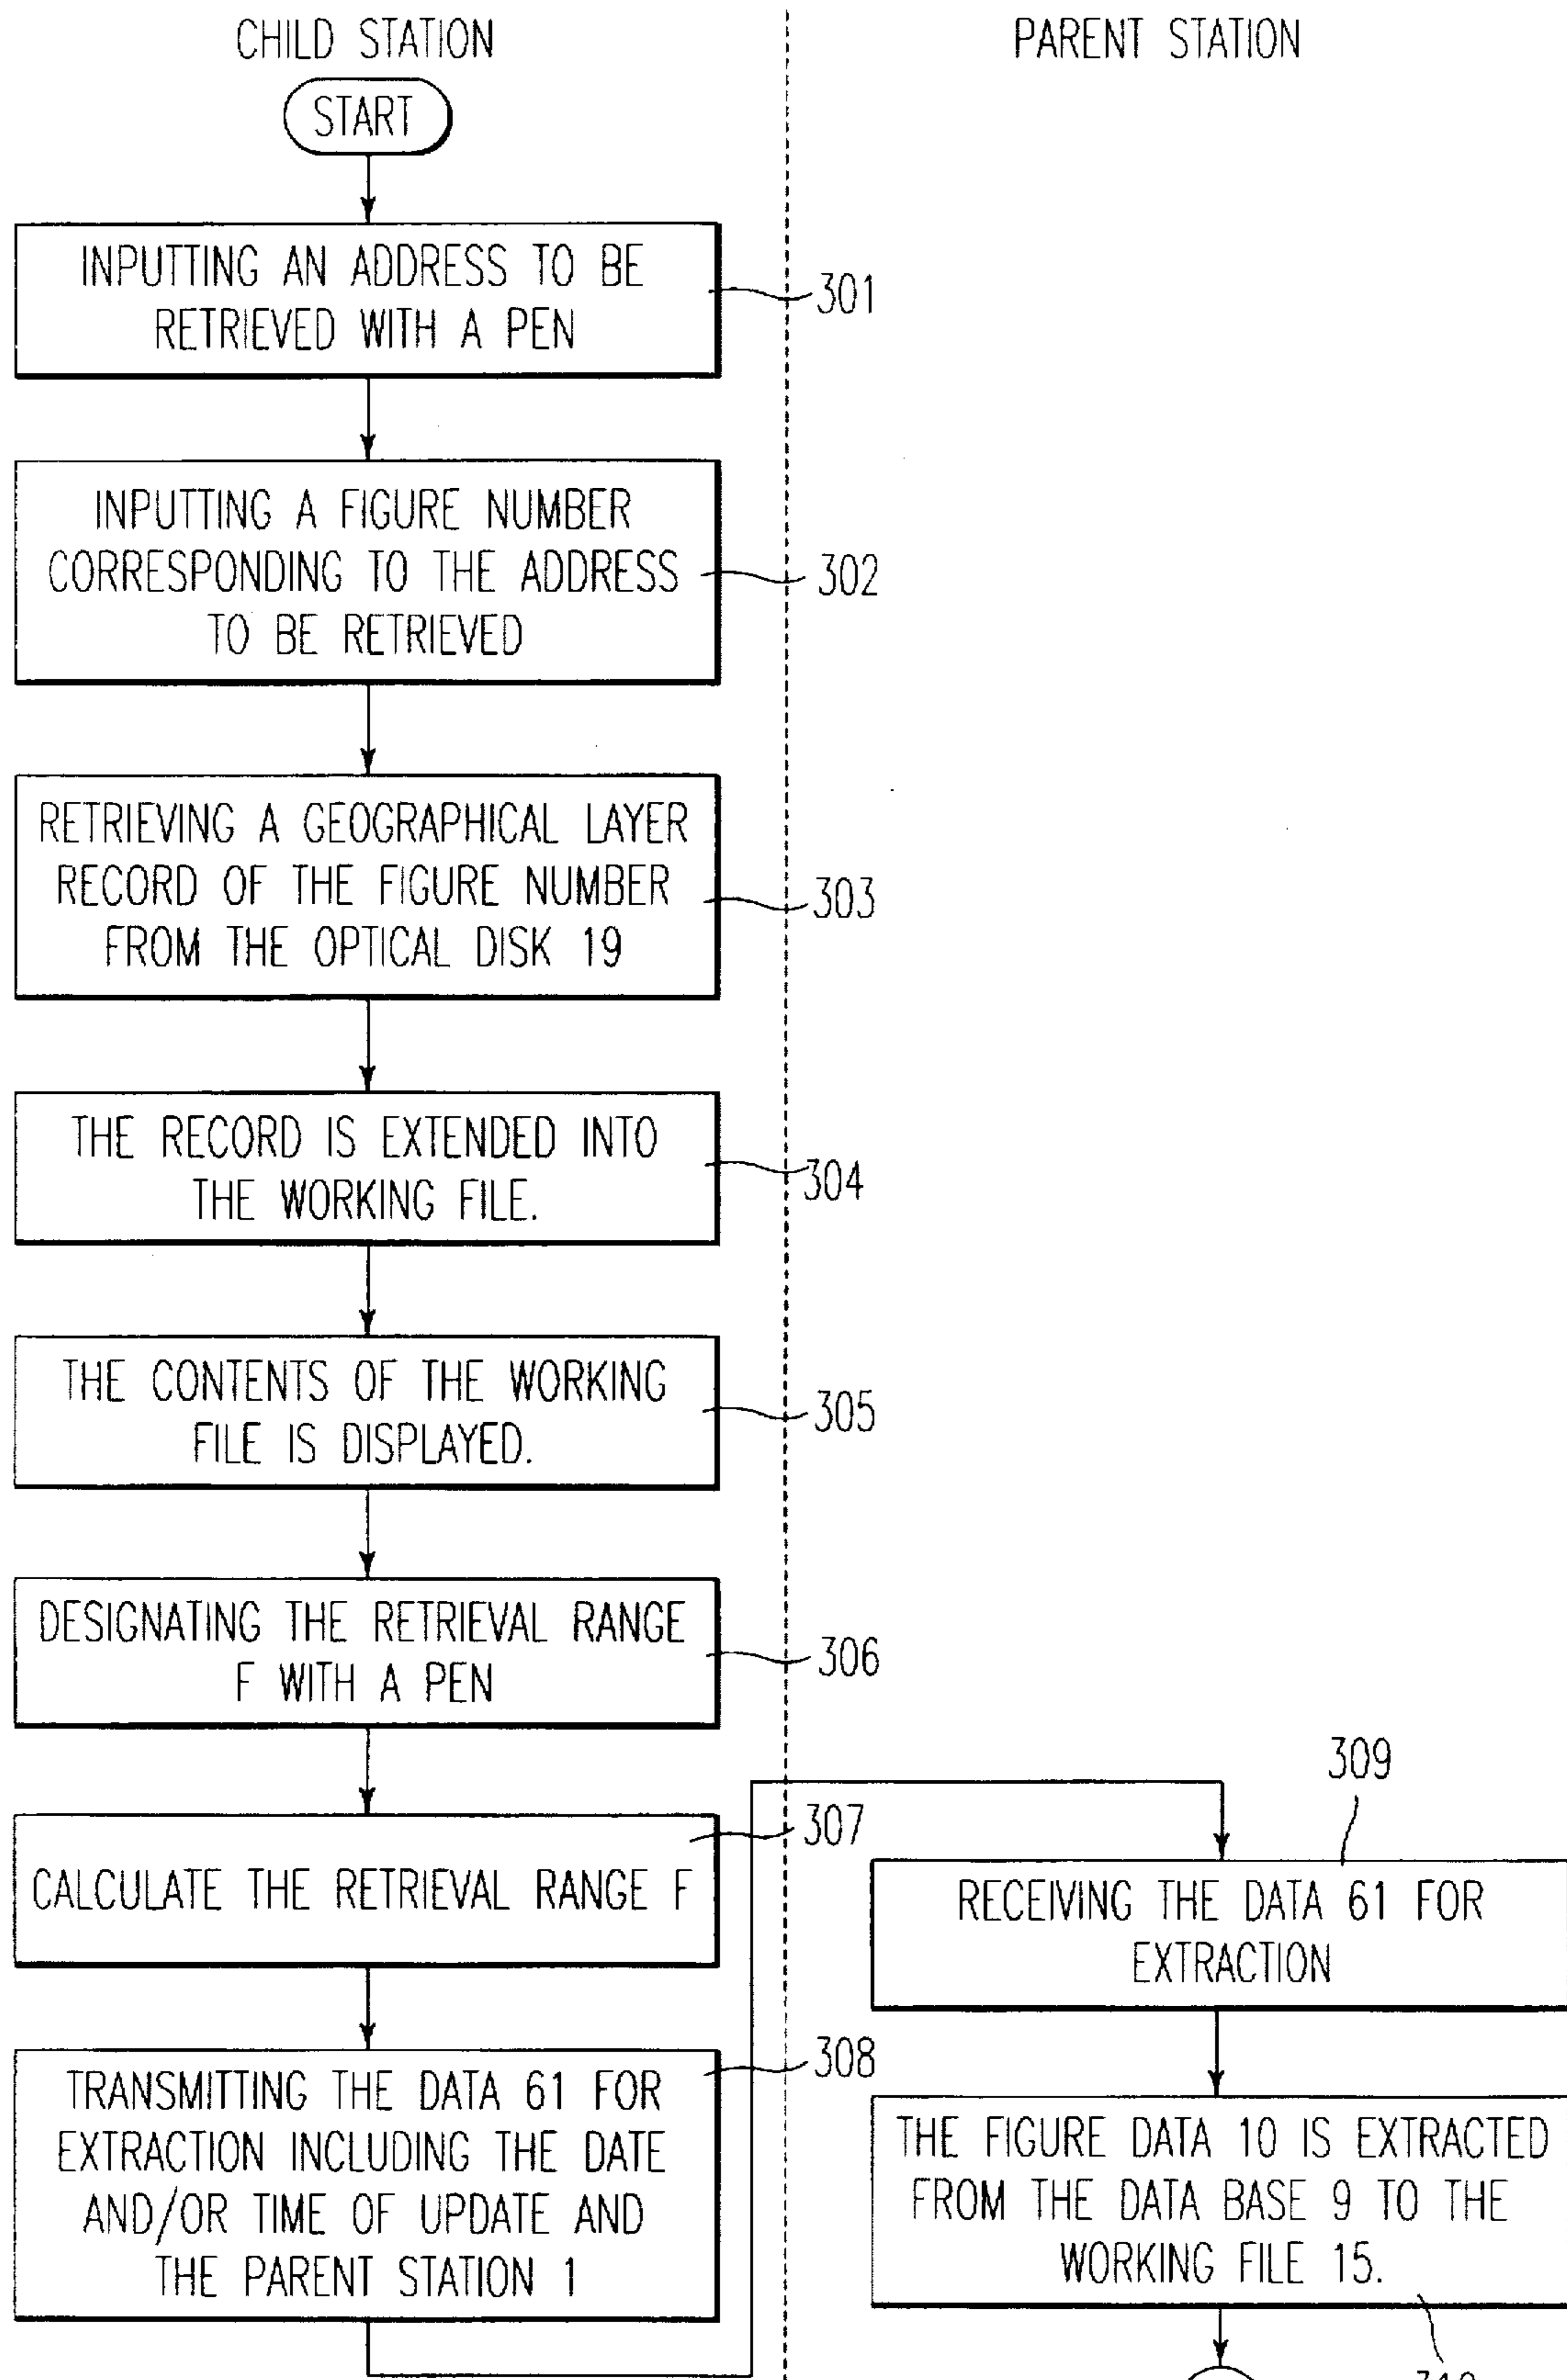 CHILD STATION
PARENT STATION
START
INPUTTING AN ADDRESS TO BE
RETRIEVED WITH A PEN
301
INPUTTING A FIGURE NUMBER
CORRESPONDING TO THE ADDRESS
TO BE RETRIEVED
302
RETRIEVING A GEOGRAPHICAL LAYER
RECORD OF THE FIGURE NUMBER
FROM THE OPTICAL DISK 19
303
THE RECORD IS EXTENDED INTO
THE WORKING FILE.
304
THE CONTENTS OF THE WORKING
FILE IS DISPLAYED.
305
DESIGNATING THE RETRIEVAL RANGE
F WITH A PEN
306
CALCULATE THE RETRIEVAL RANGE F
307
TRANSMITTING THE DATA 61 FOR
EXTRACTION INCLUDING THE DATE
AND/OR TIME OF UPDATE AND
THE PARENT STATION 1
308
309
RECEIVING THE DATA 61 FOR
EXTRACTION
THE FIGURE DATA 10 IS EXTRACTED
FROM THE DATA BASE 9 TO THE
WORKING FILE 15.